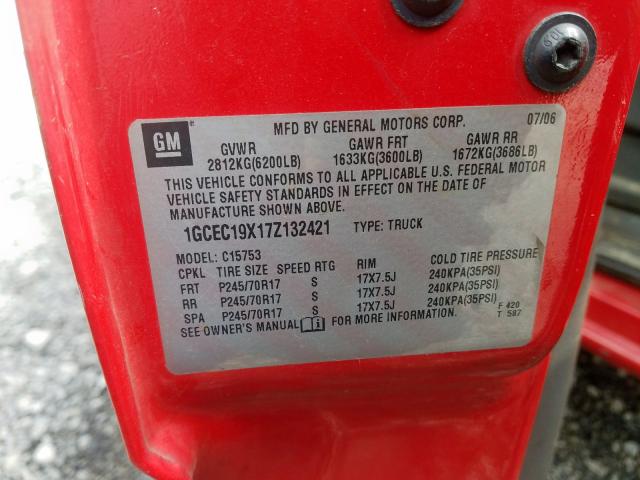 GM ® MFD BY GENERAL MOTORS CORP. 07/06
GVWR GAWR FRT GAWR RR
2812KG(6200LB) 1633KG(3600LB) 1672KG(3686LB)
THIS VEHICLE CONFORMS TO ALL APPLICABLE U.S. FEDERAL MOTOR
VEHICLE SAFETY STANDARDS IN EFFECT ON THE DATE OF
MANUFACTURE SHOWN ABOVE.
1GCEC19X17Z132421 TYPE: TRUCK
MODEL: C15753
CPKL TIRE SIZE SPEED RTG RIM COLD TIRE PRESSURE
FRT P245/70R17 S 17X7.5J 240KPA(35PSI)
RR P245/70R17 S 17X7.5J 240KPA(35PSI)
SPA P245/70R17 S 17X7.5J 240KPA(35PSI)
SEE OWNER'S MANUAL FOR MORE INFORMATION. F 420
T 587